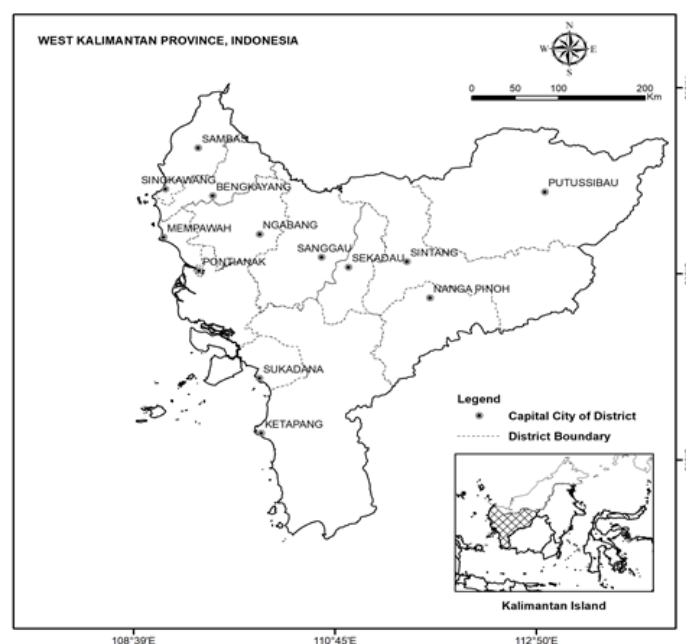 WEST KALIMANTAN PROVINCE, INDONESIA
N
W
E
S
0 50 100 200
Km
SAMBAS
SINGKAWANG
BENGKAYANG
PUTUSSIBAU
MEMPAWAH
NGABANG
SANGGAU
SEKADAU
SINTANG
PONTIANAK
NANGA PINOH
SUKADANA
KETAPANG
Legend
Capital City of District
District Boundary
Kalimantan Island
108°39'E 110°45'E 112°50'E